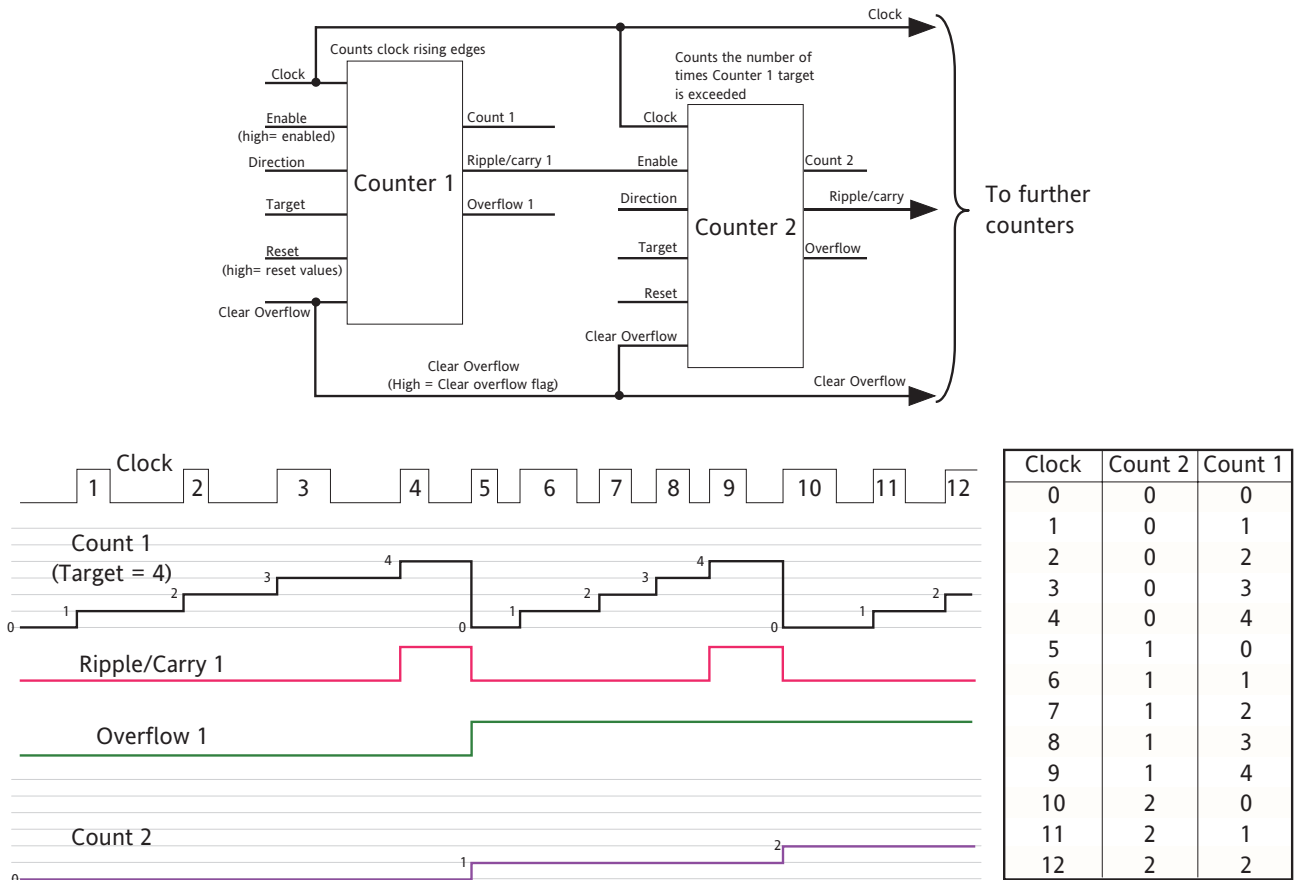 Clock
Counts clock rising edges
Counts the number of
times Counter 1 target
is exceeded
Clock
Enable
(high= enabled)
Direction
Target
Reset
(high= reset values)
Clear Overflow
Counter 1
Count 1
Ripple/carry 1
Overflow 1
Clock
Enable
Direction
Target
Reset
Clear Overflow
Counter 2
Count 2
Ripple/carry
Overflow
To further
counters
Clear Overflow
(High = Clear overflow flag)
Clear Overflow
Clock
1 2 3 4 5 6 7 8 9 10 11 12
Count 1
(Target = 4)
0 1 2 3 4 0 1 2 3 4 0 1 2
Ripple/Carry 1
Overflow 1
Count 2
0 1 2
Clock Count 2 Count 1
0 0 0
1 0 1
2 0 2
3 0 3
4 0 4
5 1 0
6 1 1
7 1 2
8 1 3
9 1 4
10 2 0
11 2 1
12 2 2